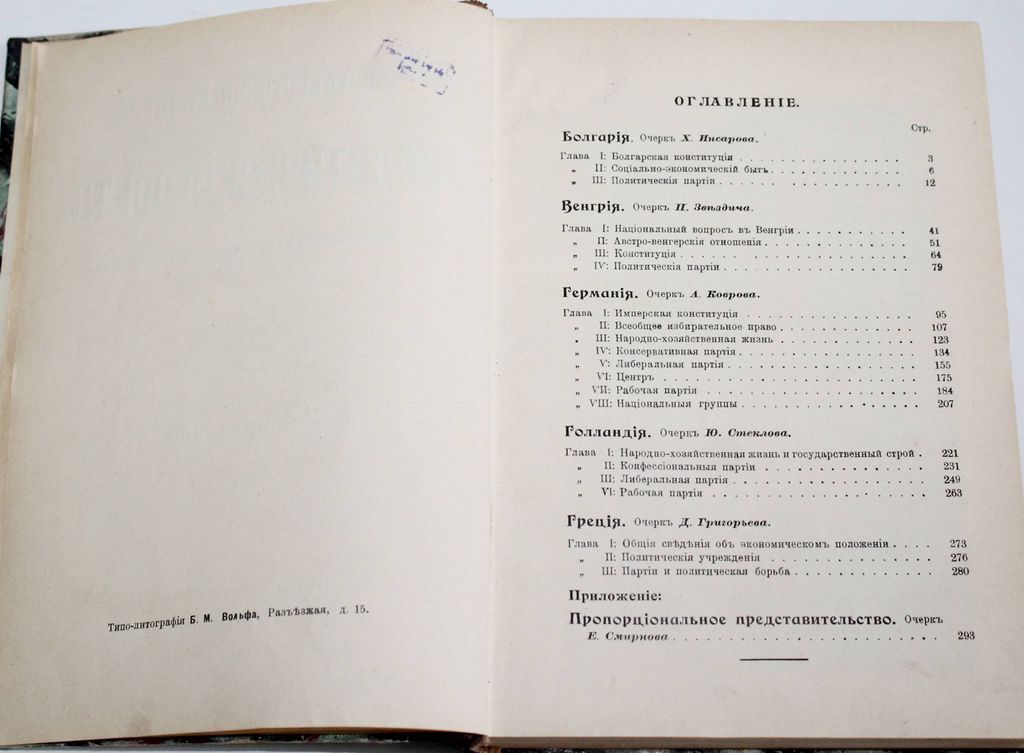 Типо-литографія Б. М. Вольфа, Разъѣзжая, д. 15.
ОГЛАВЛЕНІЕ.
Стр.
Болгарія. Очеркъ Х. Инсарова.
Глава I: Болгарская конституція . . . . . . . . . . . . . . . 3
„ II: Соціально-экономическій бытъ . . . . . . . . . . . . 6
„ III: Политическія партіи . . . . . . . . . . . . . . . 12
Венгрія. Очеркъ П. Звѣздича.
Глава I: Національный вопросъ въ Венгріи . . . . . . . . . . 41
„ II: Австро-венгерскія отношенія . . . . . . . . . . . . 51
„ III: Конституція . . . . . . . . . . . . . . . . . . 64
„ IV: Политическія партіи . . . . . . . . . . . . . . . 79
Германія. Очеркъ А. Коврова.
Глава I: Имперская конституція . . . . . . . . . . . . . . 95
„ II: Всеобщее избирательное право . . . . . . . . . . . 107
„ III: Народно-хозяйственная жизнь . . . . . . . . . . . 123
„ IV: Консервативная партія . . . . . . . . . . . . . . 134
„ V: Либеральная партія . . . . . . . . . . . . . . . 155
„ VI: Центръ . . . . . . . . . . . . . . . . . . . . 175
„ VII: Рабочая партія . . . . . . . . . . . . . . . . 184
„ VIII: Національныя группы . . . . . . . . . . . . . . 207
Голландія. Очеркъ Ю. Стеклова.
Глава I: Народно-хозяйственная жизнь и государственный строй . 221
„ II: Конфессіональныя партіи . . . . . . . . . . . . . 231
„ III: Либеральная партія . . . . . . . . . . . . . . . 249
„ VI: Рабочая партія . . . . . . . . . . . . . . . . . 263
Греція. Очеркъ Д. Григорьева.
Глава I: Общія свѣдѣнія объ экономическомъ положеніи . . . . 273
„ II: Политическія учрежденія . . . . . . . . . . . . . 276
„ III: Партіи и политическая борьба . . . . . . . . . . . 280
Приложеніе:
Пропорціональное представительство. Очеркъ
Е. Смирнова . . . . . . . . . . . . . . . . . . . . 293